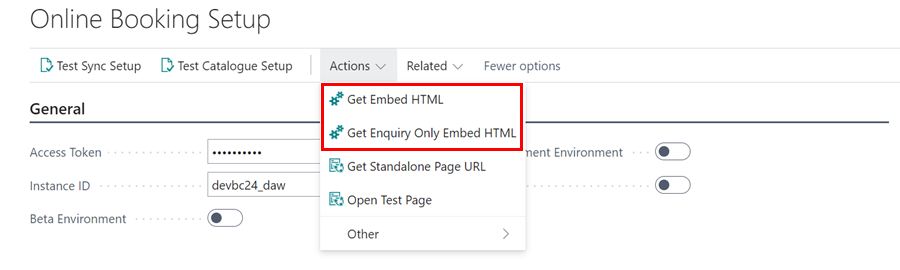 Online Booking Setup
Test Sync Setup Test Catalogue Setup Actions Related Fewer options
General
Get Embed HTML
Get Enquiry Only Embed HTML
Access Token •••••••••• ment Environment
Get Standalone Page URL
Instance ID devbc24_daw
Open Test Page
Beta Environment
Other